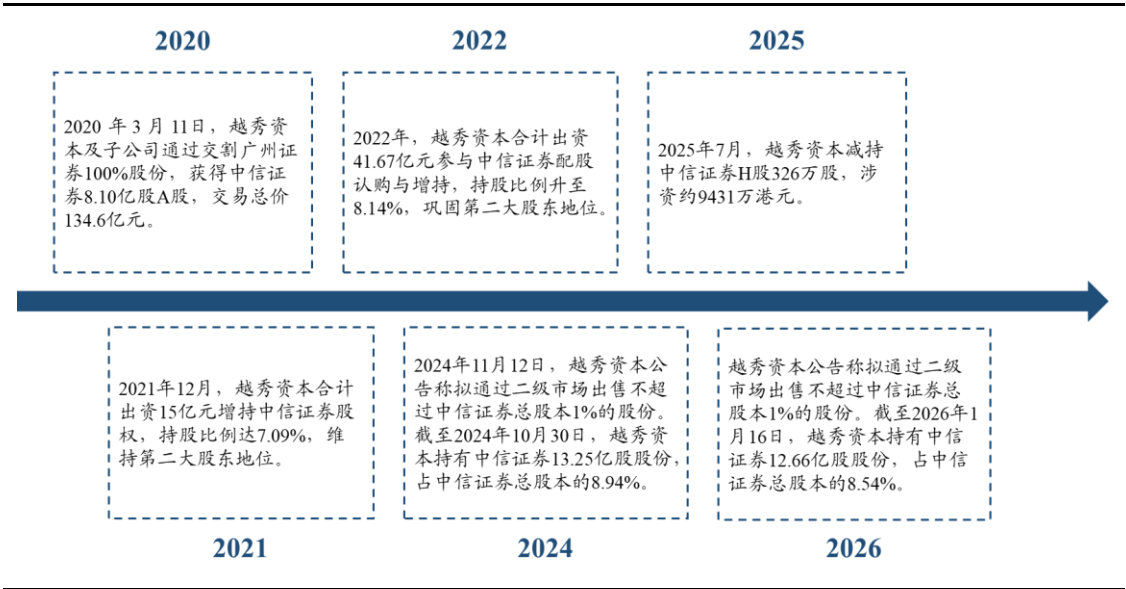 2020
2022
2025
2020 年 3 月 11日，越秀资
本及子公司通过交割广州证
券100%股份，获得中信证
券8.10亿股A股，交易总价
134.6亿元。
2022年，越秀资本合计出资
41.67亿元参与中信证券配股
认购与增持，持股比例升至
8.14%，巩固第二大股东地位。
2025年7月，越秀资本减持
中信证券H股326万股，涉
资约9431万港元。
2021年12月，越秀资本合计
出资15亿元增持中信证券股
权，持股比例达7.09%，维
持第二大股东地位。
2024年11月12日，越秀资本公
告称拟通过二级市场出售不超
过中信证券总股本1%的股份。
截至2024年10月30日，越秀资
本持有中信证券13.25亿股股份，
占中信证券总股本的8.94%。
越秀资本公告称拟通过二级
市场出售不超过中信证券总
股本1%的股份。截至2026年1
月16日，越秀资本持有中信
证券12.66亿股股份，占中信
证券总股本的8.54%。
2021
2024
2026